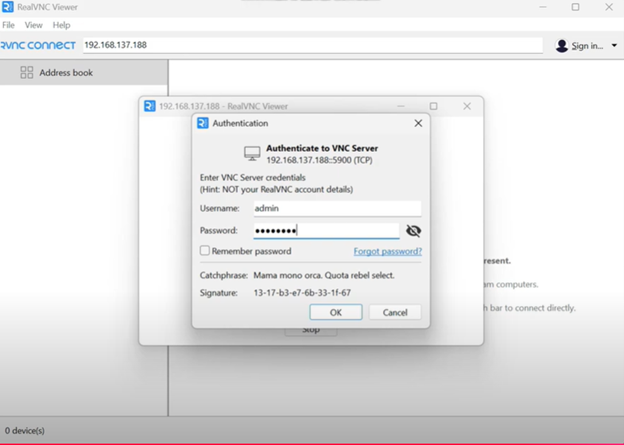 RealVNC Viewer
File View Help
RVNC CONNECT 192.168.137.188 Sign in...
Address book
192.168.137.188 - RealVNC Viewer
Authentication
Authenticate to VNC Server
192.168.137.188::5900 (TCP)
Enter VNC Server credentials
(Hint: NOT your RealVNC account details)
Username: admin
Password: ••••••••
Remember password Forgot password?
Catchphrase: Mama mono orca. Quota rebel select.
Signature: 13-17-b3-e7-6b-33-1f-67
OK Cancel
Stop
resent.
am computers.
h bar to connect directly.
0 device(s)